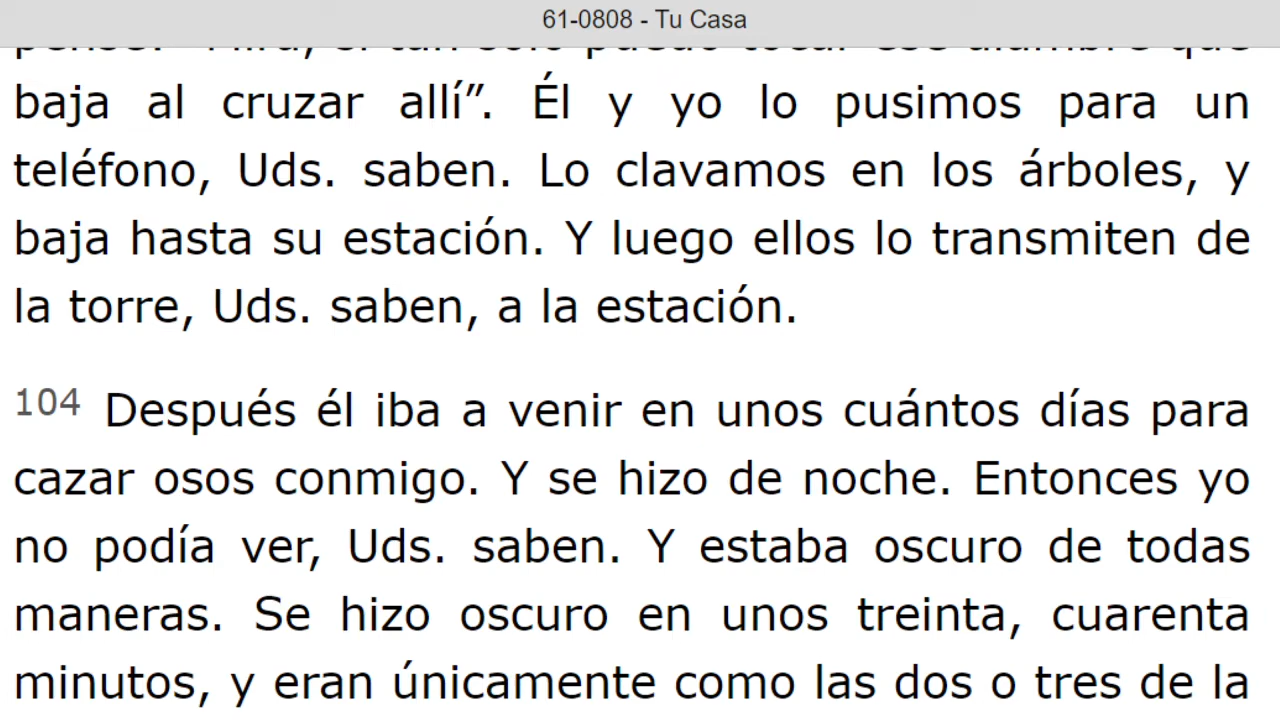 61-0808 - Tu Casa
baja al cruzar allí”. Él y yo lo pusimos para un
teléfono, Uds. saben. Lo clavamos en los árboles, y
baja hasta su estación. Y luego ellos lo transmiten de
la torre, Uds. saben, a la estación.
104 Después él iba a venir en unos cuántos días para
cazar osos conmigo. Y se hizo de noche. Entonces yo
no podía ver, Uds. saben. Y estaba oscuro de todas
maneras. Se hizo oscuro en unos treinta, cuarenta
minutos, y eran únicamente como las dos o tres de la